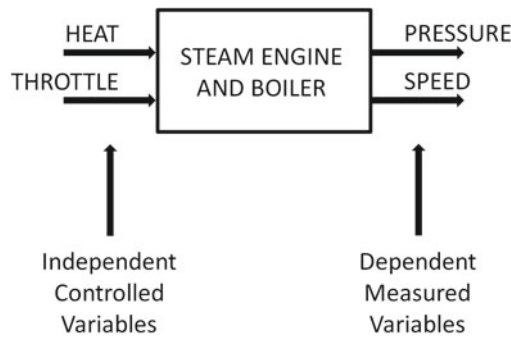 HEAT
THROTTLE
STEAM ENGINE
AND BOILER
PRESSURE
SPEED
Independent
Controlled
Variables
Dependent
Measured
Variables